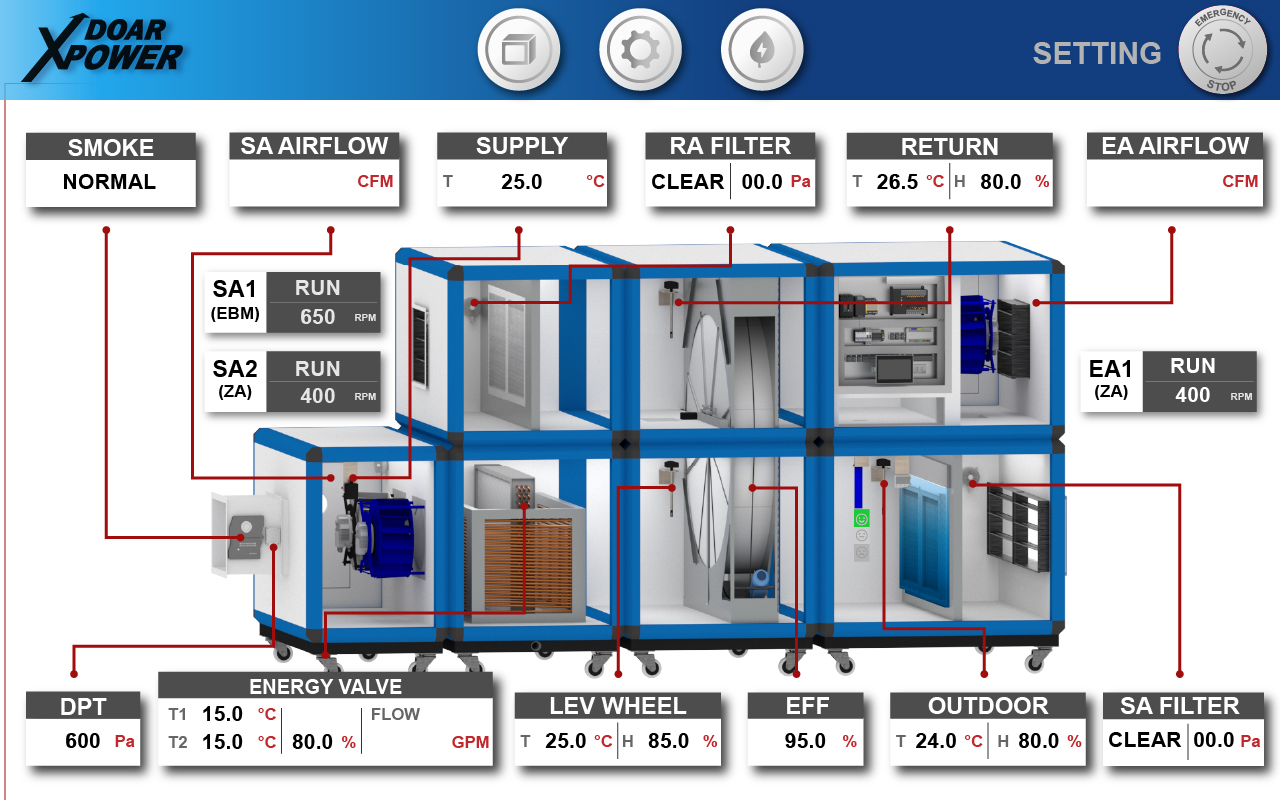 DOAR
XPOWER
SETTING
EMERGENCY
STOP
SMOKE
NORMAL
SA AIRFLOW
CFM
SUPPLY
T 25.0 °C
RA FILTER
CLEAR 00.0 Pa
RETURN
T 26.5 °C H 80.0 %
EA AIRFLOW
CFM
SA1
(EBM)
RUN
650 RPM
SA2
(ZA)
RUN
400 RPM
EA1
(ZA)
RUN
400 RPM
DPT
600 Pa
ENERGY VALVE
T1 15.0 °C
T2 15.0 °C 80.0 %
FLOW
GPM
LEV WHEEL
T 25.0 °C H 85.0 %
EFF
95.0 %
OUTDOOR
T 24.0 °C H 80.0 %
SA FILTER
CLEAR 00.0 Pa